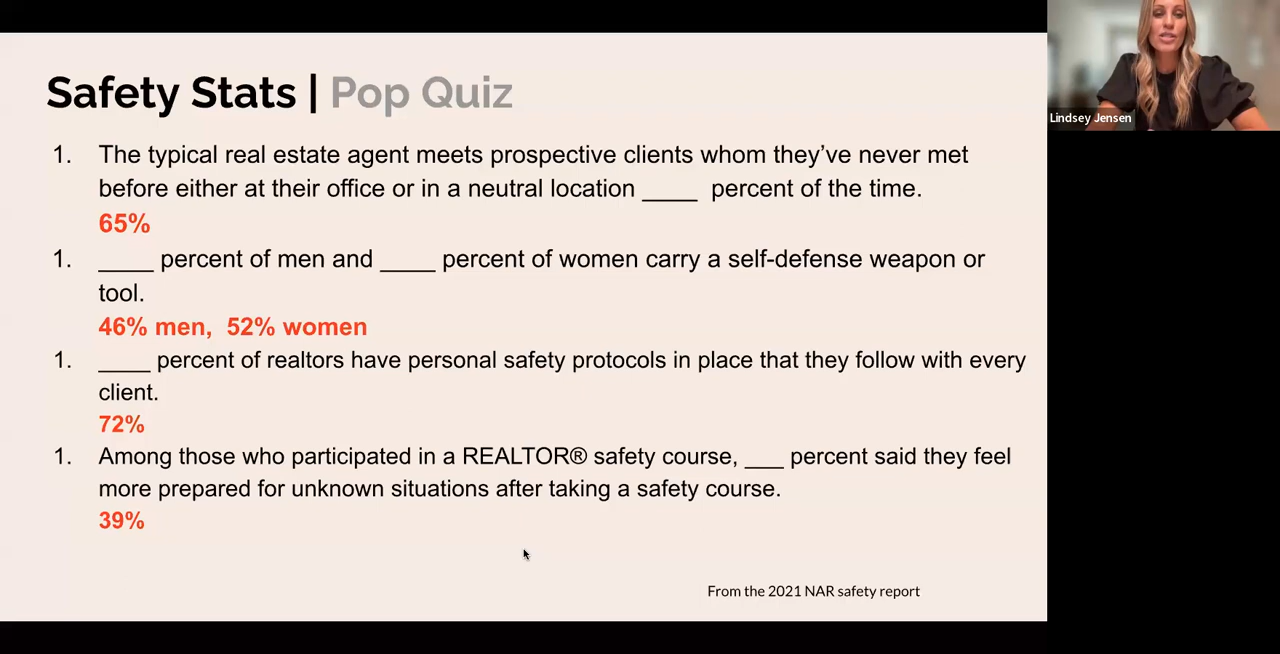 Safety Stats | Pop Quiz
Lindsey Jensen
1. The typical real estate agent meets prospective clients whom they’ve never met
before either at their office or in a neutral location ____ percent of the time.
65%
1. ____ percent of men and ____ percent of women carry a self-defense weapon or
tool.
46% men, 52% women
1. ____ percent of realtors have personal safety protocols in place that they follow with every
client.
72%
1. Among those who participated in a REALTOR® safety course, ___ percent said they feel
more prepared for unknown situations after taking a safety course.
39%
From the 2021 NAR safety report